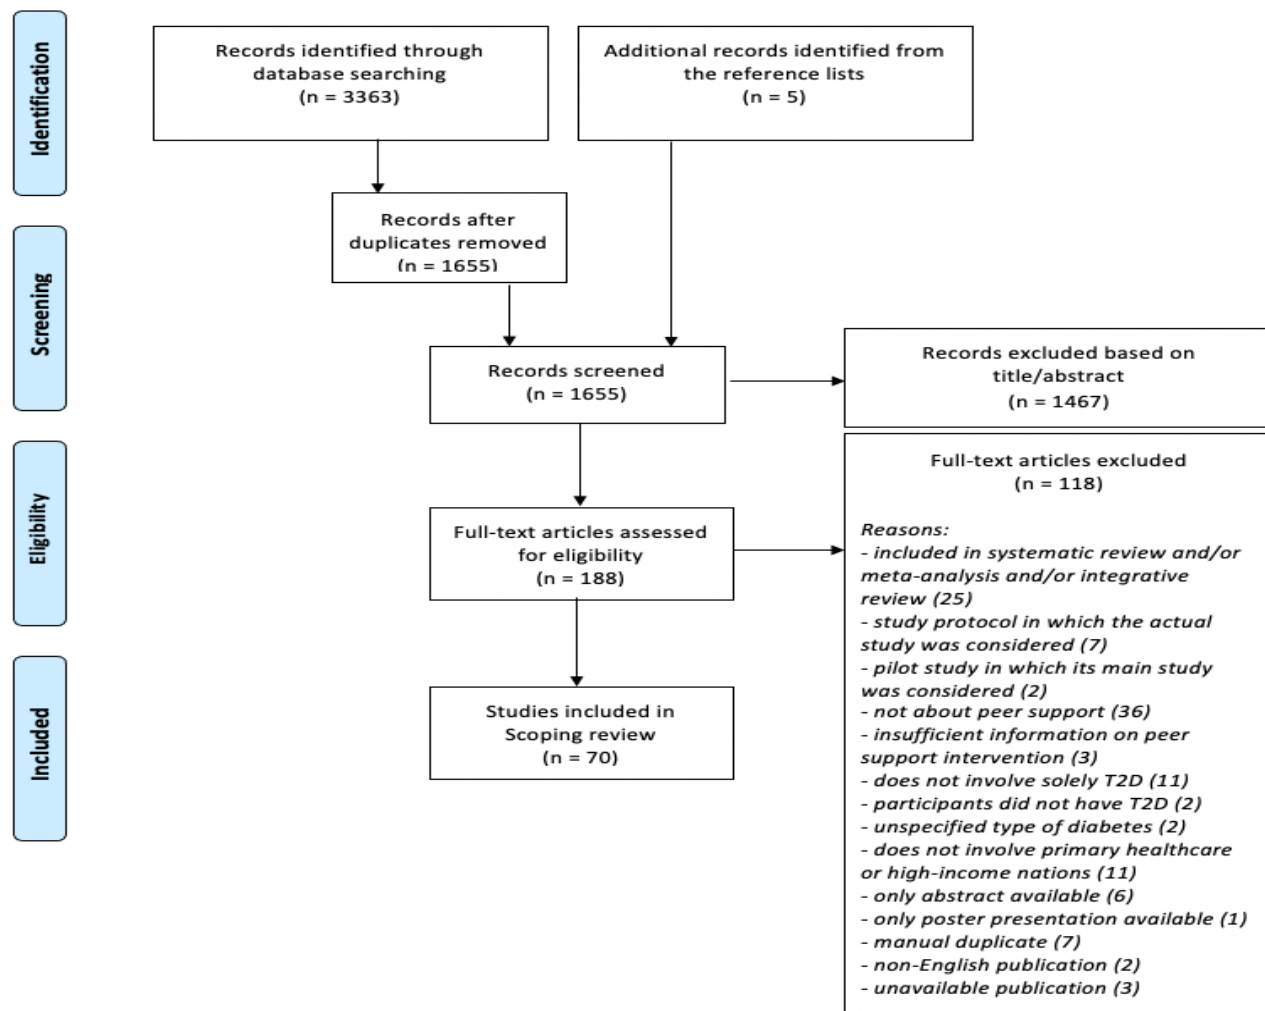 Identification
Records identified through
database searching
(n = 3363)
Additional records identified from
the reference lists
(n = 5)
Records after
duplicates removed
(n = 1655)
Screening
Records screened
(n = 1655)
Records excluded based on
title/abstract
(n = 1467)
Eligibility
Full-text articles assessed
for eligibility
(n = 188)
Full-text articles excluded
(n = 118)
Reasons:
- included in systematic review and/or
meta-analysis and/or integrative
review (25)
- study protocol in which the actual
study was considered (7)
- pilot study in which its main study
was considered (2)
- not about peer support (36)
- insufficient information on peer
support intervention (3)
- does not involve solely T2D (11)
- participants did not have T2D (2)
- unspecified type of diabetes (2)
- does not involve primary healthcare
or high-income nations (11)
- only abstract available (6)
- only poster presentation available (1)
- manual duplicate (7)
- non-English publication (2)
- unavailable publication (3)
Included
Studies included in
Scoping review
(n = 70)